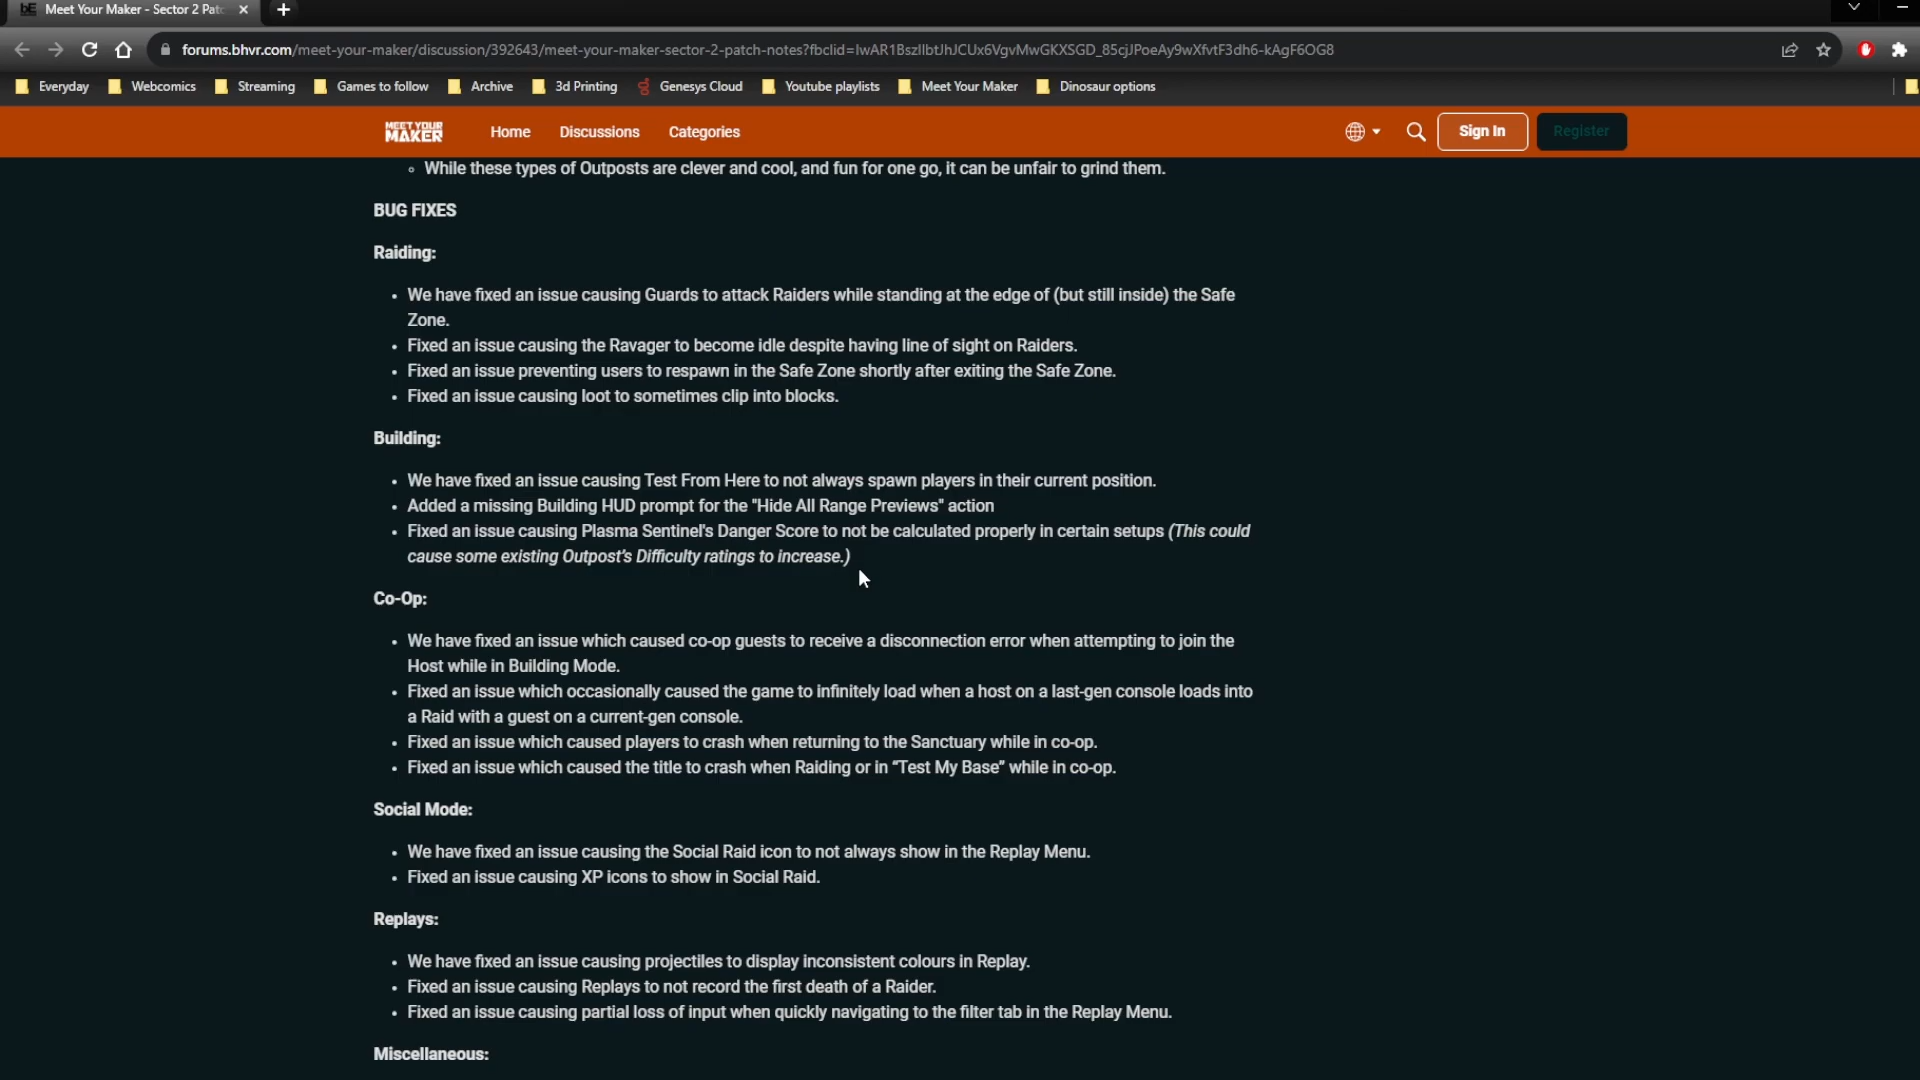 Meet Your Maker - Sector 2 Pat
forums.bhvr.com/meet-your-maker/discussion/392643/meet-your-maker-sector-2-patch-notes?fbclid=IwAR1BszIlbtJhJCUx6VgvMwGKXSGD_85cjJPoeAy9wXfvtF3dh6-kAgF6OG8
Everyday Webcomics Streaming Games to follow Archive 3d Printing Genesys Cloud Youtube playlists Meet Your Maker Dinosaur options
MEET YOUR
MAKER
Home Discussions Categories Sign In Register
While these types of Outposts are clever and cool, and fun for one go, it can be unfair to grind them.
BUG FIXES
Raiding:
We have fixed an issue causing Guards to attack Raiders while standing at the edge of (but still inside) the Safe
Zone.
Fixed an issue causing the Ravager to become idle despite having line of sight on Raiders.
Fixed an issue preventing users to respawn in the Safe Zone shortly after exiting the Safe Zone.
Fixed an issue causing loot to sometimes clip into blocks.
Building:
We have fixed an issue causing Test From Here to not always spawn players in their current position.
Added a missing Building HUD prompt for the "Hide All Range Previews" action
Fixed an issue causing Plasma Sentinel's Danger Score to not be calculated properly in certain setups (This could
cause some existing Outpost's Difficulty ratings to increase.)
Co-Op:
We have fixed an issue which caused co-op guests to receive a disconnection error when attempting to join the
Host while in Building Mode.
Fixed an issue which occasionally caused the game to infinitely load when a host on a last-gen console loads into
a Raid with a guest on a current-gen console.
Fixed an issue which caused players to crash when returning to the Sanctuary while in co-op.
Fixed an issue which caused the title to crash when Raiding or in “Test My Base” while in co-op.
Social Mode:
We have fixed an issue causing the Social Raid icon to not always show in the Replay Menu.
Fixed an issue causing XP icons to show in Social Raid.
Replays:
We have fixed an issue causing projectiles to display inconsistent colours in Replay.
Fixed an issue causing Replays to not record the first death of a Raider.
Fixed an issue causing partial loss of input when quickly navigating to the filter tab in the Replay Menu.
Miscellaneous: